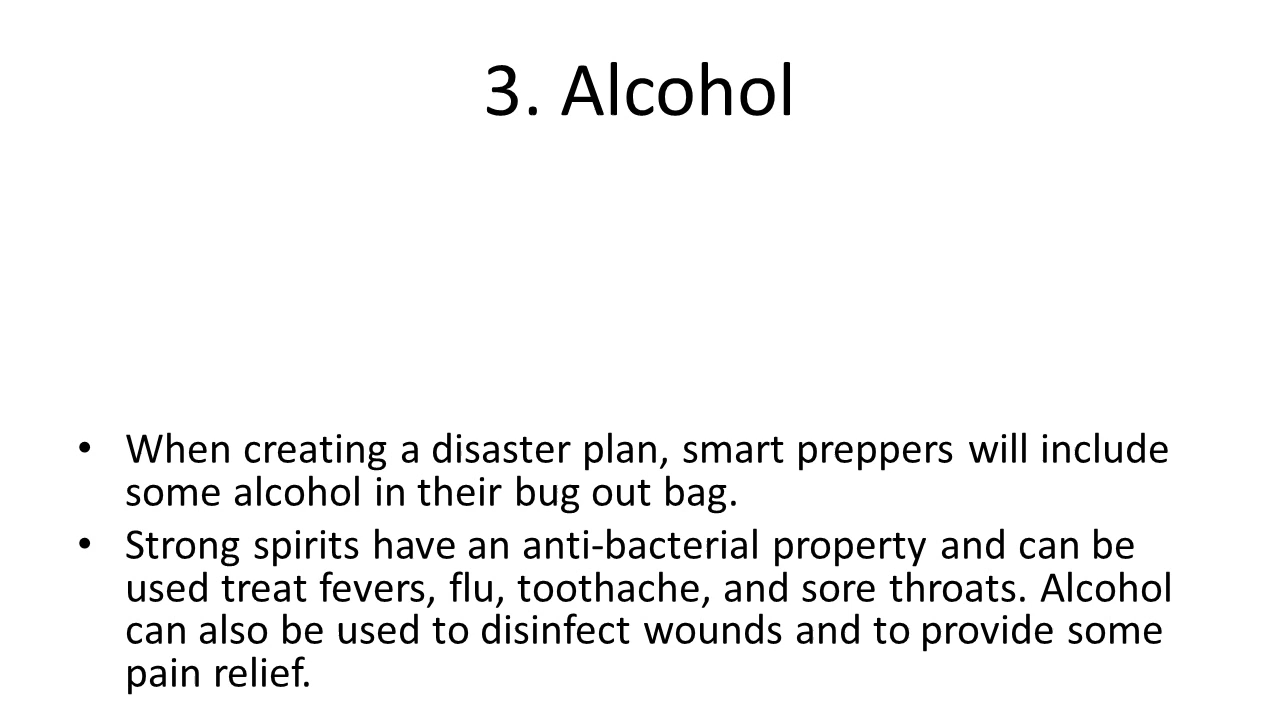 3. Alcohol
• When creating a disaster plan, smart preppers will include
some alcohol in their bug out bag.
• Strong spirits have an anti-bacterial property and can be
used treat fevers, flu, toothache, and sore throats. Alcohol
can also be used to disinfect wounds and to provide some
pain relief.